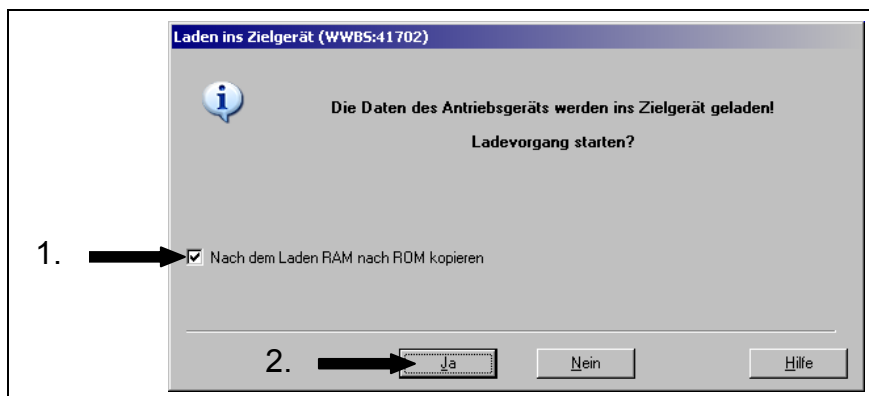 Laden ins Zielgerät (WWBS:41702)
Die Daten des Antriebsgeräts werden ins Zielgerät geladen!
Ladevorgang starten?
1.
Nach dem Laden RAM nach ROM kopieren
2.
Ja Nein Hilfe